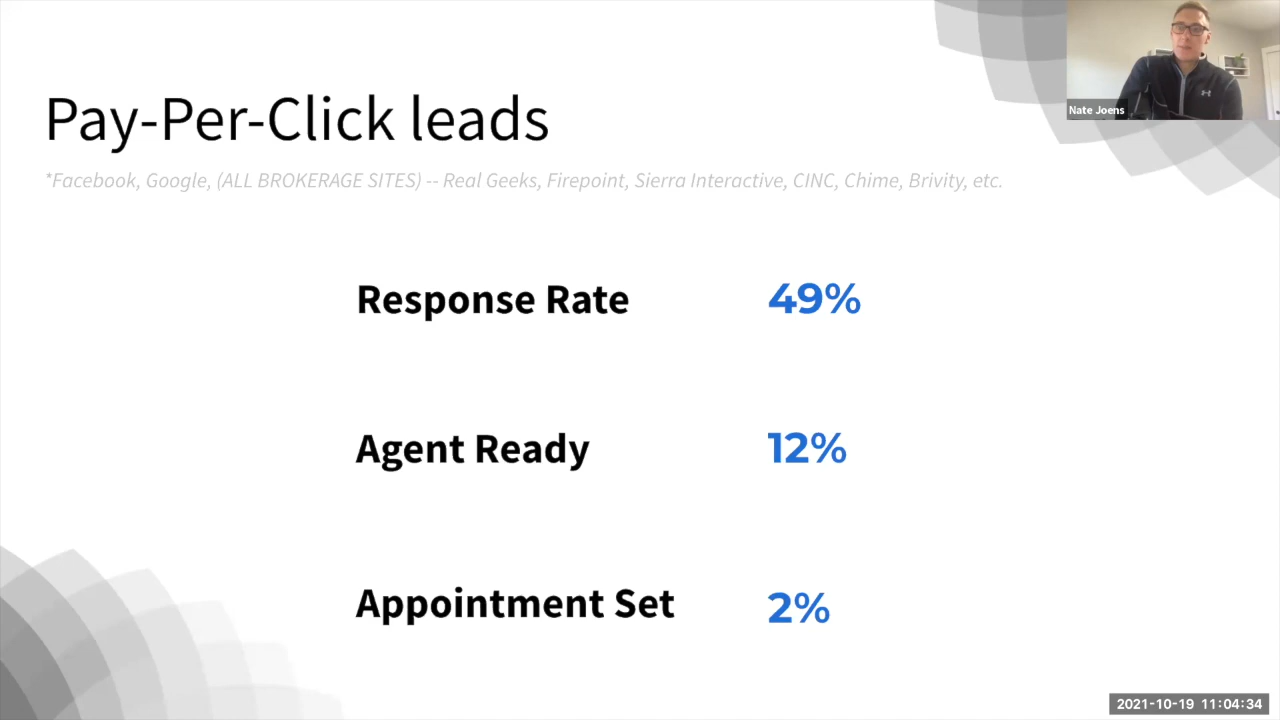 Pay-Per-Click leads
*Facebook, Google, (ALL BROKERAGE SITES) -- Real Geeks, Firepoint, Sierra Interactive, CINC, Chime, Brivity, etc.
Nate Joens
Response Rate 49%
Agent Ready 12%
Appointment Set 2%
2021-10-19 11:04:34